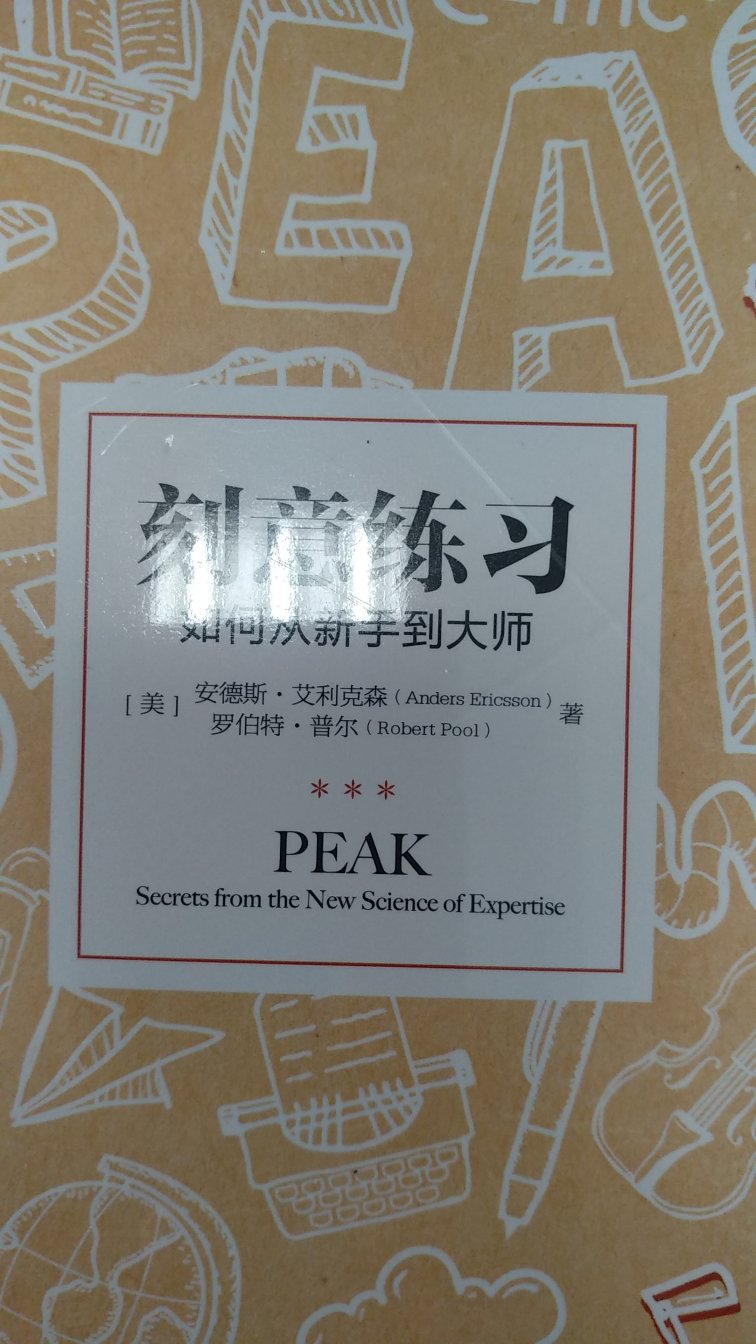 E=mc
PEAK
刻意练习
如何从新手到大师
[美] 安德斯·艾利克森(Anders Ericsson) 著
罗伯特·普尔(Robert Pool)
***
PEAK
Secrets from the New Science of Expertise